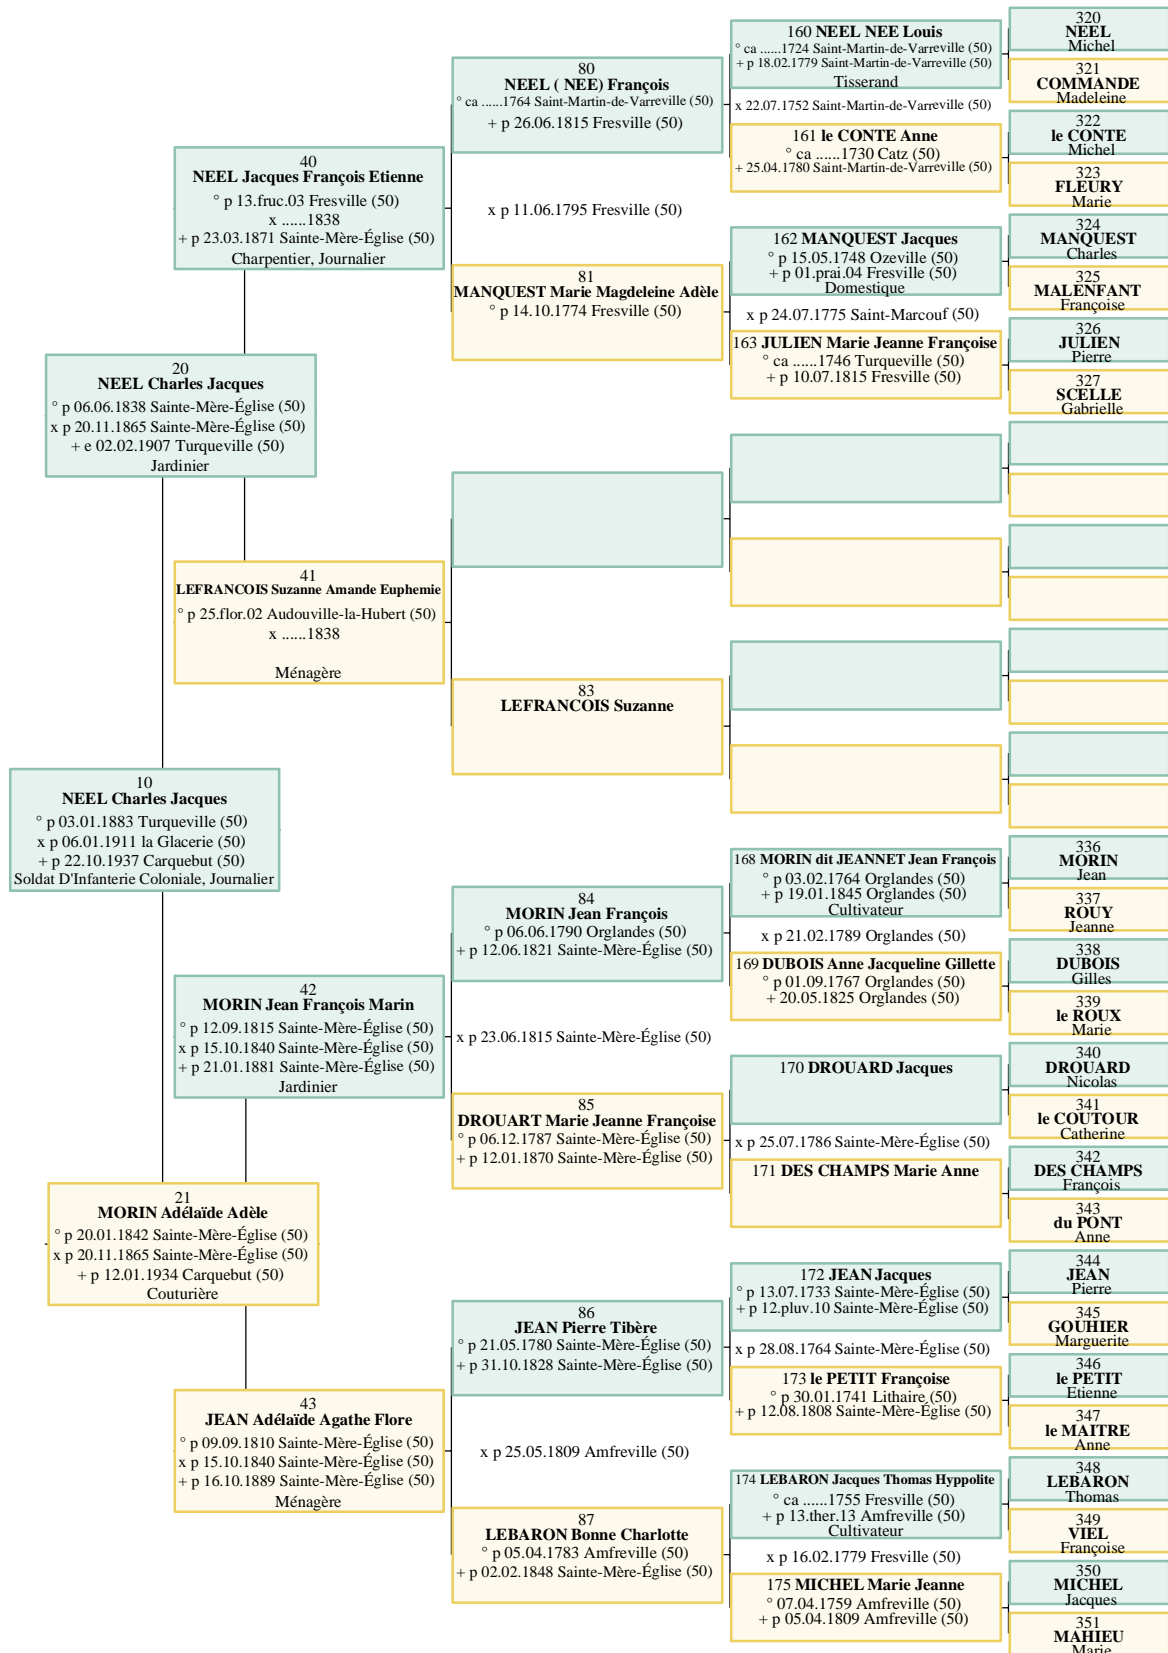 10
NEEL Charles Jacques
° p 03.01.1883 Turqueville (50)
x p 06.01.1911 la Glacerie (50)
+ p 22.10.1937 Carquebut (50)
Soldat D'Infanterie Coloniale, Journalier
20
NEEL Charles Jacques
° p 06.06.1838 Sainte-Mère-Église (50)
x p 20.11.1865 Sainte-Mère-Église (50)
+ e 02.02.1907 Turqueville (50)
Jardinier
21
MORIN Adélaïde Adèle
° p 20.01.1842 Sainte-Mère-Église (50)
x p 20.11.1865 Sainte-Mère-Église (50)
+ p 12.01.1934 Carquebut (50)
Couturière
40
NEEL Jacques François Etienne
° p 13.fruc.03 Fresville (50)
x ......1838
+ p 23.03.1871 Sainte-Mère-Église (50)
Charpentier, Journalier
41
LEFRANCOIS Suzanne Amande Euphemie
° p 25.flor.02 Audouville-la-Hubert (50)
x ......1838
Ménagère
42
MORIN Jean François Marin
° p 12.09.1815 Sainte-Mère-Église (50)
x p 15.10.1840 Sainte-Mère-Église (50)
+ p 21.01.1881 Sainte-Mère-Église (50)
Jardinier
43
JEAN Adélaïde Agathe Flore
° p 09.09.1810 Sainte-Mère-Église (50)
x p 15.10.1840 Sainte-Mère-Église (50)
+ p 16.10.1889 Sainte-Mère-Église (50)
Ménagère
80
NEEL ( NEE) François
° ca ......1764 Saint-Martin-de-Varreville (50)
+ p 26.06.1815 Fresville (50)
x p 11.06.1795 Fresville (50)
81
MANQUEST Marie Magdeleine Adèle
° p 14.10.1774 Fresville (50)
83
LEFRANCOIS Suzanne
84
MORIN Jean François
° p 06.06.1790 Orglandes (50)
+ p 12.06.1821 Sainte-Mère-Église (50)
x p 23.06.1815 Sainte-Mère-Église (50)
85
DROUART Marie Jeanne Françoise
° p 06.12.1787 Sainte-Mère-Église (50)
+ p 12.01.1870 Sainte-Mère-Église (50)
86
JEAN Pierre Tibère
° p 21.05.1780 Sainte-Mère-Église (50)
+ p 31.10.1828 Sainte-Mère-Église (50)
x p 25.05.1809 Amfreville (50)
87
LEBARON Bonne Charlotte
° p 05.04.1783 Amfreville (50)
+ p 02.02.1848 Sainte-Mère-Église (50)
160 NEEL NEE Louis
° ca ......1724 Saint-Martin-de-Varreville (50)
+ p 18.02.1779 Saint-Martin-de-Varreville (50)
Tisserand
x 22.07.1752 Saint-Martin-de-Varreville (50)
161 le CONTE Anne
° ca ......1730 Catz (50)
+ 25.04.1780 Saint-Martin-de-Varreville (50)
162 MANQUEST Jacques
° p 15.05.1748 Ozeville (50)
+ p 01.prai.04 Fresville (50)
Domestique
x p 24.07.1775 Saint-Marcouf (50)
163 JULIEN Marie Jeanne Françoise
° ca ......1746 Turqueville (50)
+ p 10.07.1815 Fresville (50)
168 MORIN dit JEANNET Jean François
° p 03.02.1764 Orglandes (50)
+ p 19.01.1845 Orglandes (50)
Cultivateur
x p 21.02.1789 Orglandes (50)
169 DUBOIS Anne Jacqueline Gillette
° p 01.09.1767 Orglandes (50)
+ 20.05.1825 Orglandes (50)
170 DROUARD Jacques
x p 25.07.1786 Sainte-Mère-Église (50)
171 DES CHAMPS Marie Anne
172 JEAN Jacques
° p 13.07.1733 Sainte-Mère-Église (50)
+ p 12.pluv.10 Sainte-Mère-Église (50)
x p 28.08.1764 Sainte-Mère-Église (50)
173 le PETIT Françoise
° p 30.01.1741 Lithaire (50)
+ p 12.08.1808 Sainte-Mère-Église (50)
174 LEBARON Jacques Thomas Hyppolite
° ca ......1755 Fresville (50)
+ p 13.ther.13 Amfreville (50)
Cultivateur
x p 16.02.1779 Fresville (50)
175 MICHEL Marie Jeanne
° 07.04.1759 Amfreville (50)
+ p 05.04.1809 Amfreville (50)
320
NEEL
Michel
321
COMMANDE
Madeleine
322
le CONTE
Michel
323
FLEURY
Marie
324
MANQUEST
Charles
325
MALENFANT
Françoise
326
JULIEN
Pierre
327
SCELLE
Gabrielle
336
MORIN
Jean
337
ROUY
Jeanne
338
DUBOIS
Gilles
339
le ROUX
Marie
340
DROUARD
Nicolas
341
le COUTOUR
Catherine
342
DES CHAMPS
François
343
du PONT
Anne
344
JEAN
Pierre
345
GOUHIER
Marguerite
346
le PETIT
Etienne
347
le MAITRE
Anne
348
LEBARON
Thomas
349
VIEL
Françoise
350
MICHEL
Jacques
351
MAHIEU
Marie